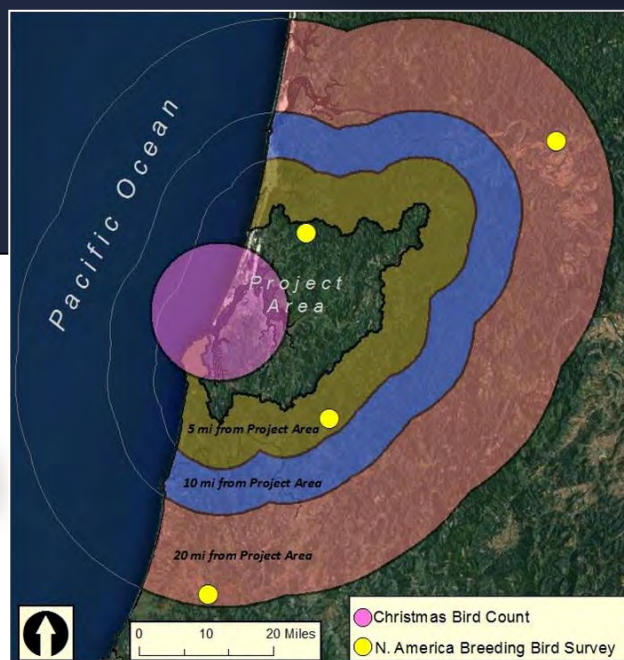 Pacific Ocean
Project
Area
5 mi from Project Area
10 mi from Project Area
20 mi from Project Area
0 10 20 Miles
Christmas Bird Count
N. America Breeding Bird Survey